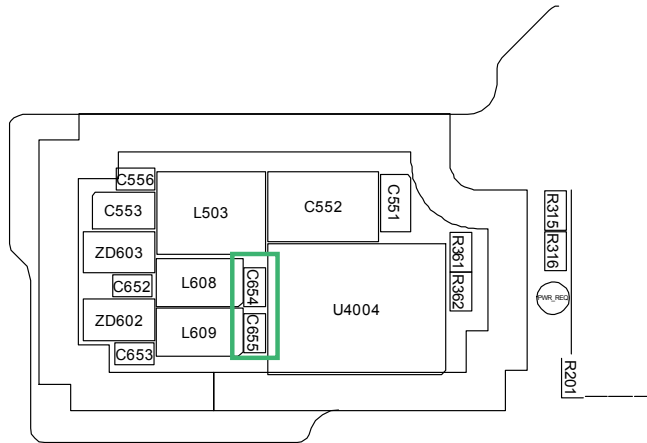 C556
C553
L503
C552
C551
ZD603
L608
C654
C652
ZD602
L609
C655
C653
U4004
R361
R362
R315
R316
PWR_REQ
R201